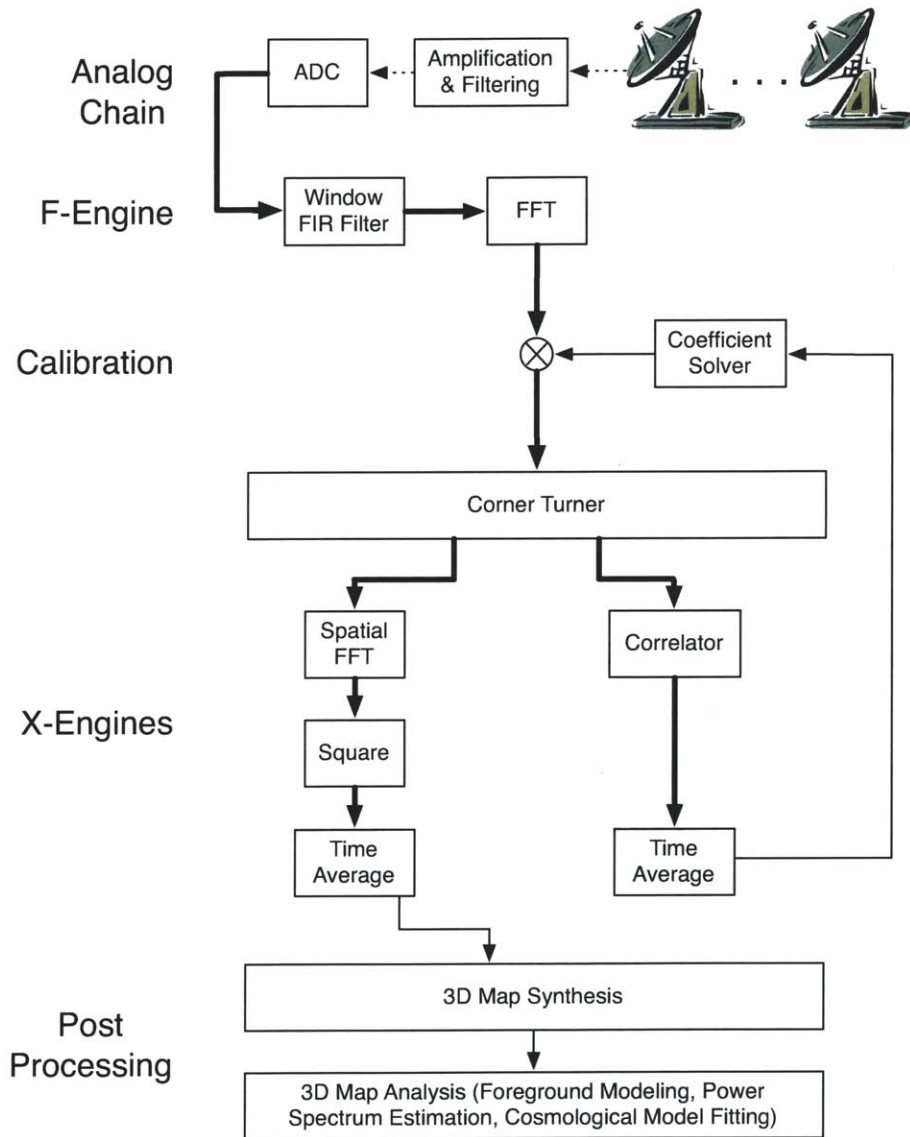 Analog
Chain
ADC
Amplification
& Filtering
. . .
F-Engine
Window
FIR Filter
FFT
Calibration
Coefficient
Solver
Corner Turner
X-Engines
Spatial
FFT
Correlator
Square
Time
Average
Time
Average
Post
Processing
3D Map Synthesis
3D Map Analysis (Foreground Modeling, Power
Spectrum Estimation, Cosmological Model Fitting)